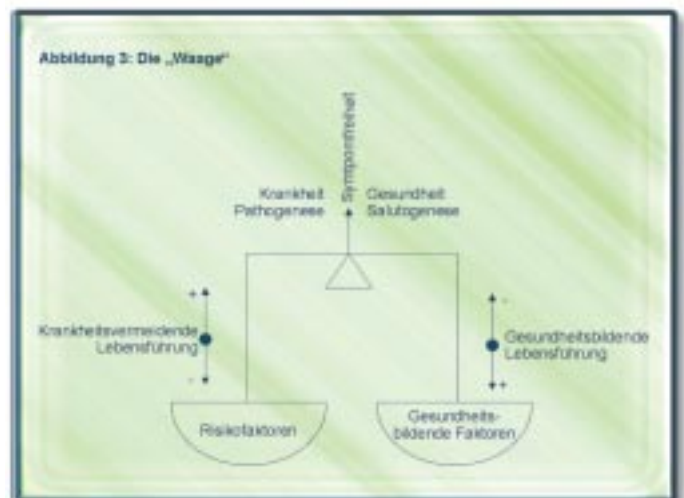 Abbildung 3: Die „Waage“
Symptomfreiheit
Krankheit
Pathogenese
Gesundheit
Salutogenese
+
Krankheitsvermeidende
Lebensführung
-
-
Gesundheitsbildende
Lebensführung
+
Risikofaktoren
Gesundheits-
bildende Faktoren